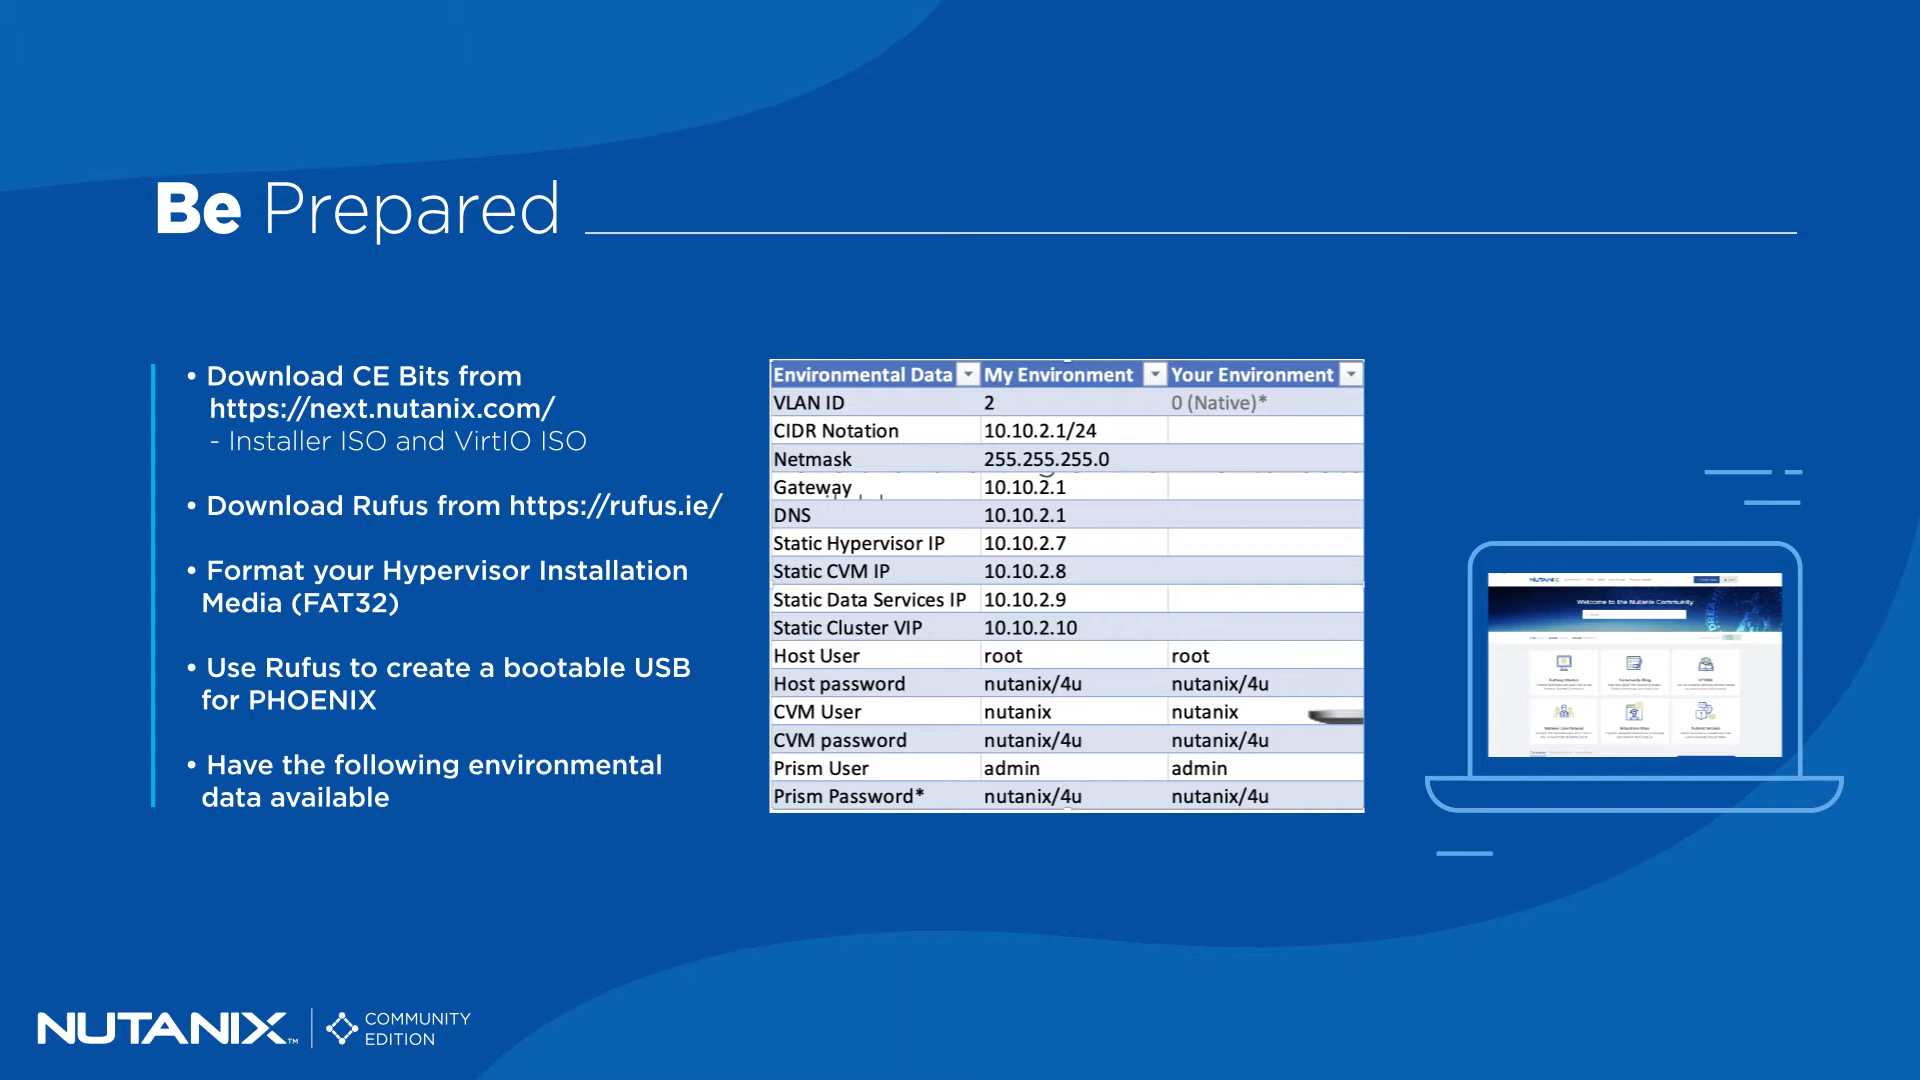 Be Prepared
• Download CE Bits from
https://next.nutanix.com/
- Installer ISO and VirtIO ISO
• Download Rufus from https://rufus.ie/
• Format your Hypervisor Installation
Media (FAT32)
• Use Rufus to create a bootable USB
for PHOENIX
• Have the following environmental
data available
Environmental Data My Environment Your Environment
VLAN ID 2 0 (Native)*
CIDR Notation 10.10.2.1/24
Netmask 255.255.255.0
Gateway 10.10.2.1
DNS 10.10.2.1
Static Hypervisor IP 10.10.2.7
Static CVM IP 10.10.2.8
Static Data Services IP 10.10.2.9
Static Cluster VIP 10.10.2.10
Host User root root
Host password nutanix/4u nutanix/4u
CVM User nutanix nutanix
CVM password nutanix/4u nutanix/4u
Prism User admin admin
Prism Password* nutanix/4u nutanix/4u
NUTANIX
Welcome to the Nutanix Community
NUTANIX™
COMMUNITY
EDITION